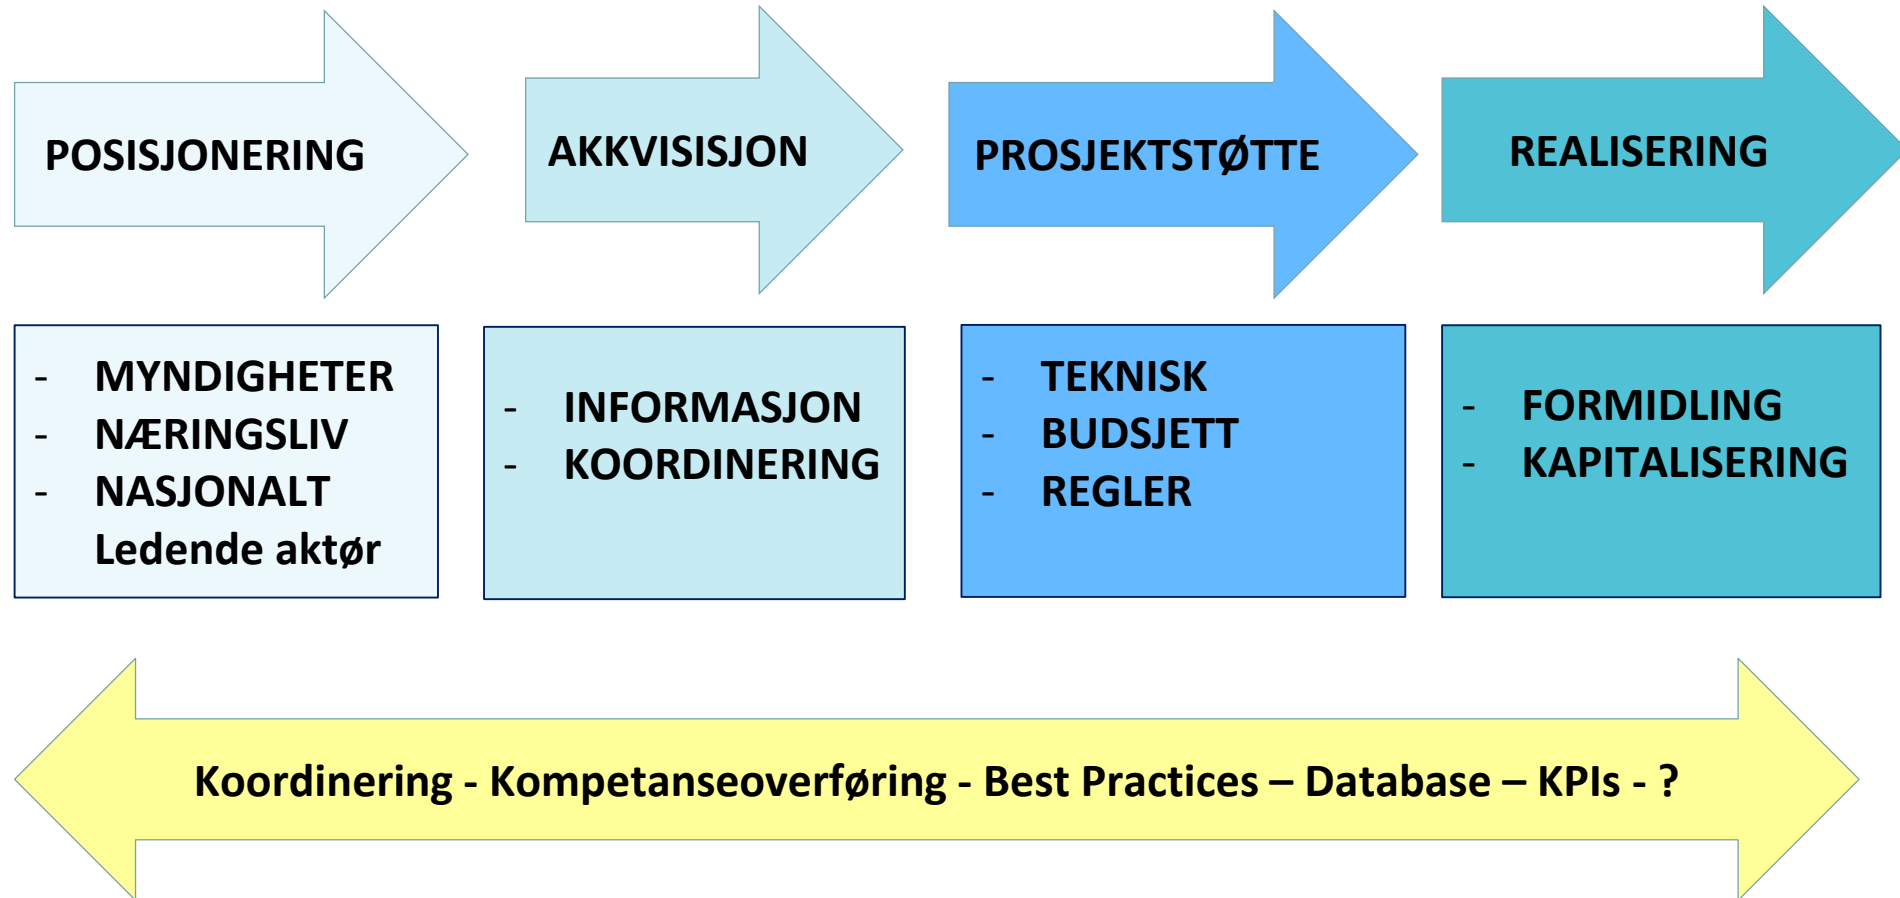 POSISJONERING
AKKVISISJON
PROSJEKTSTØTTE
REALISERING
- MYNDIGHETER
- NÆRINGSLIV
- NASJONALT
Ledende aktør
- INFORMASJON
- KOORDINERING
- TEKNISK
- BUDSJETT
- REGLER
- FORMIDLING
- KAPITALISERING
Koordinering - Kompetanseoverføring - Best Practices – Database – KPIs - ?